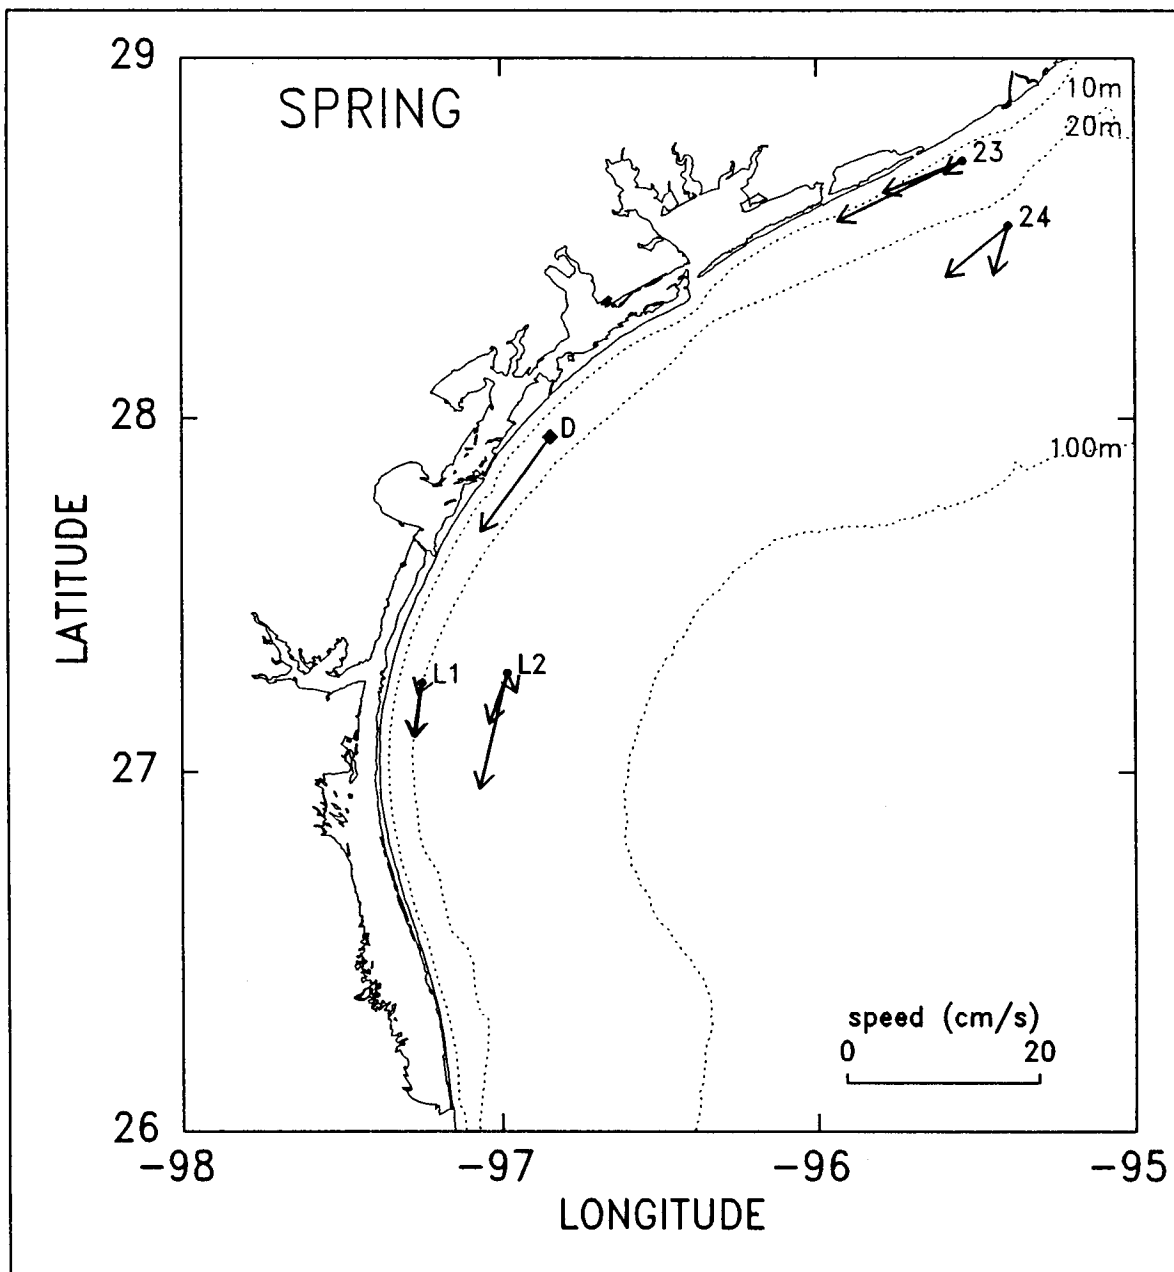 29
SPRING
10m
20m
23
24
28
D
100m
LATITUDE
L1
L2
27
speed (cm/s)
0 20
26
-98 -97 -96 -95
LONGITUDE